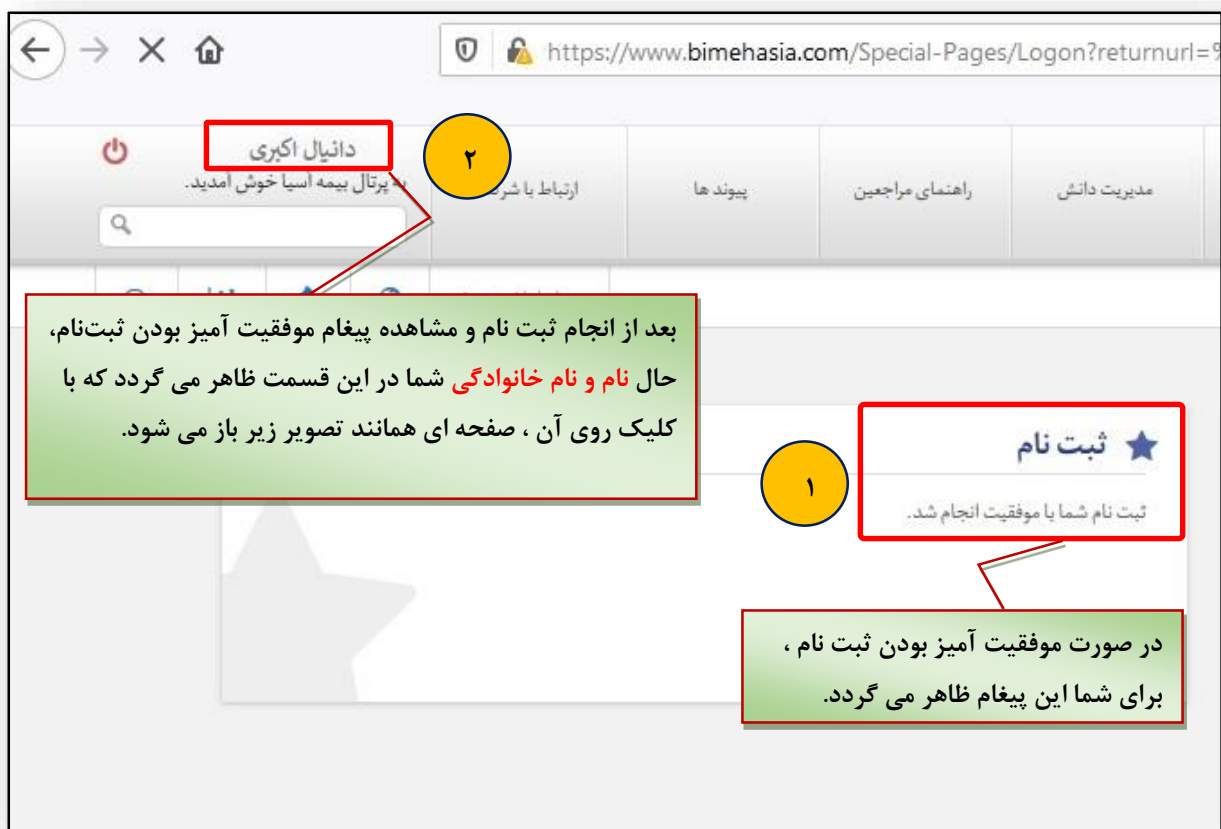 https://www.bimehasia.com/Special-Pages/Logon?returnurl=%
دانیال اکبری
به پرتال بیمه آسیا خوش آمدید.
مدیریت دانش
راهنمای مراجعین
پیوند ها
ارتباط با
۲
بعد از انجام ثبت نام و مشاهده پیغام موفقیت آمیز بودن ثبت‌نام،
حال نام و نام خانوادگی شما در این قسمت ظاهر می گردد که با
کلیک روی آن ، صفحه ای همانند تصویر زیر باز می شود.
ثبت نام
ثبت نام شما با موفقیت انجام شد.
۱
در صورت موفقیت آمیز بودن ثبت نام ،
برای شما این پیغام ظاهر می گردد.